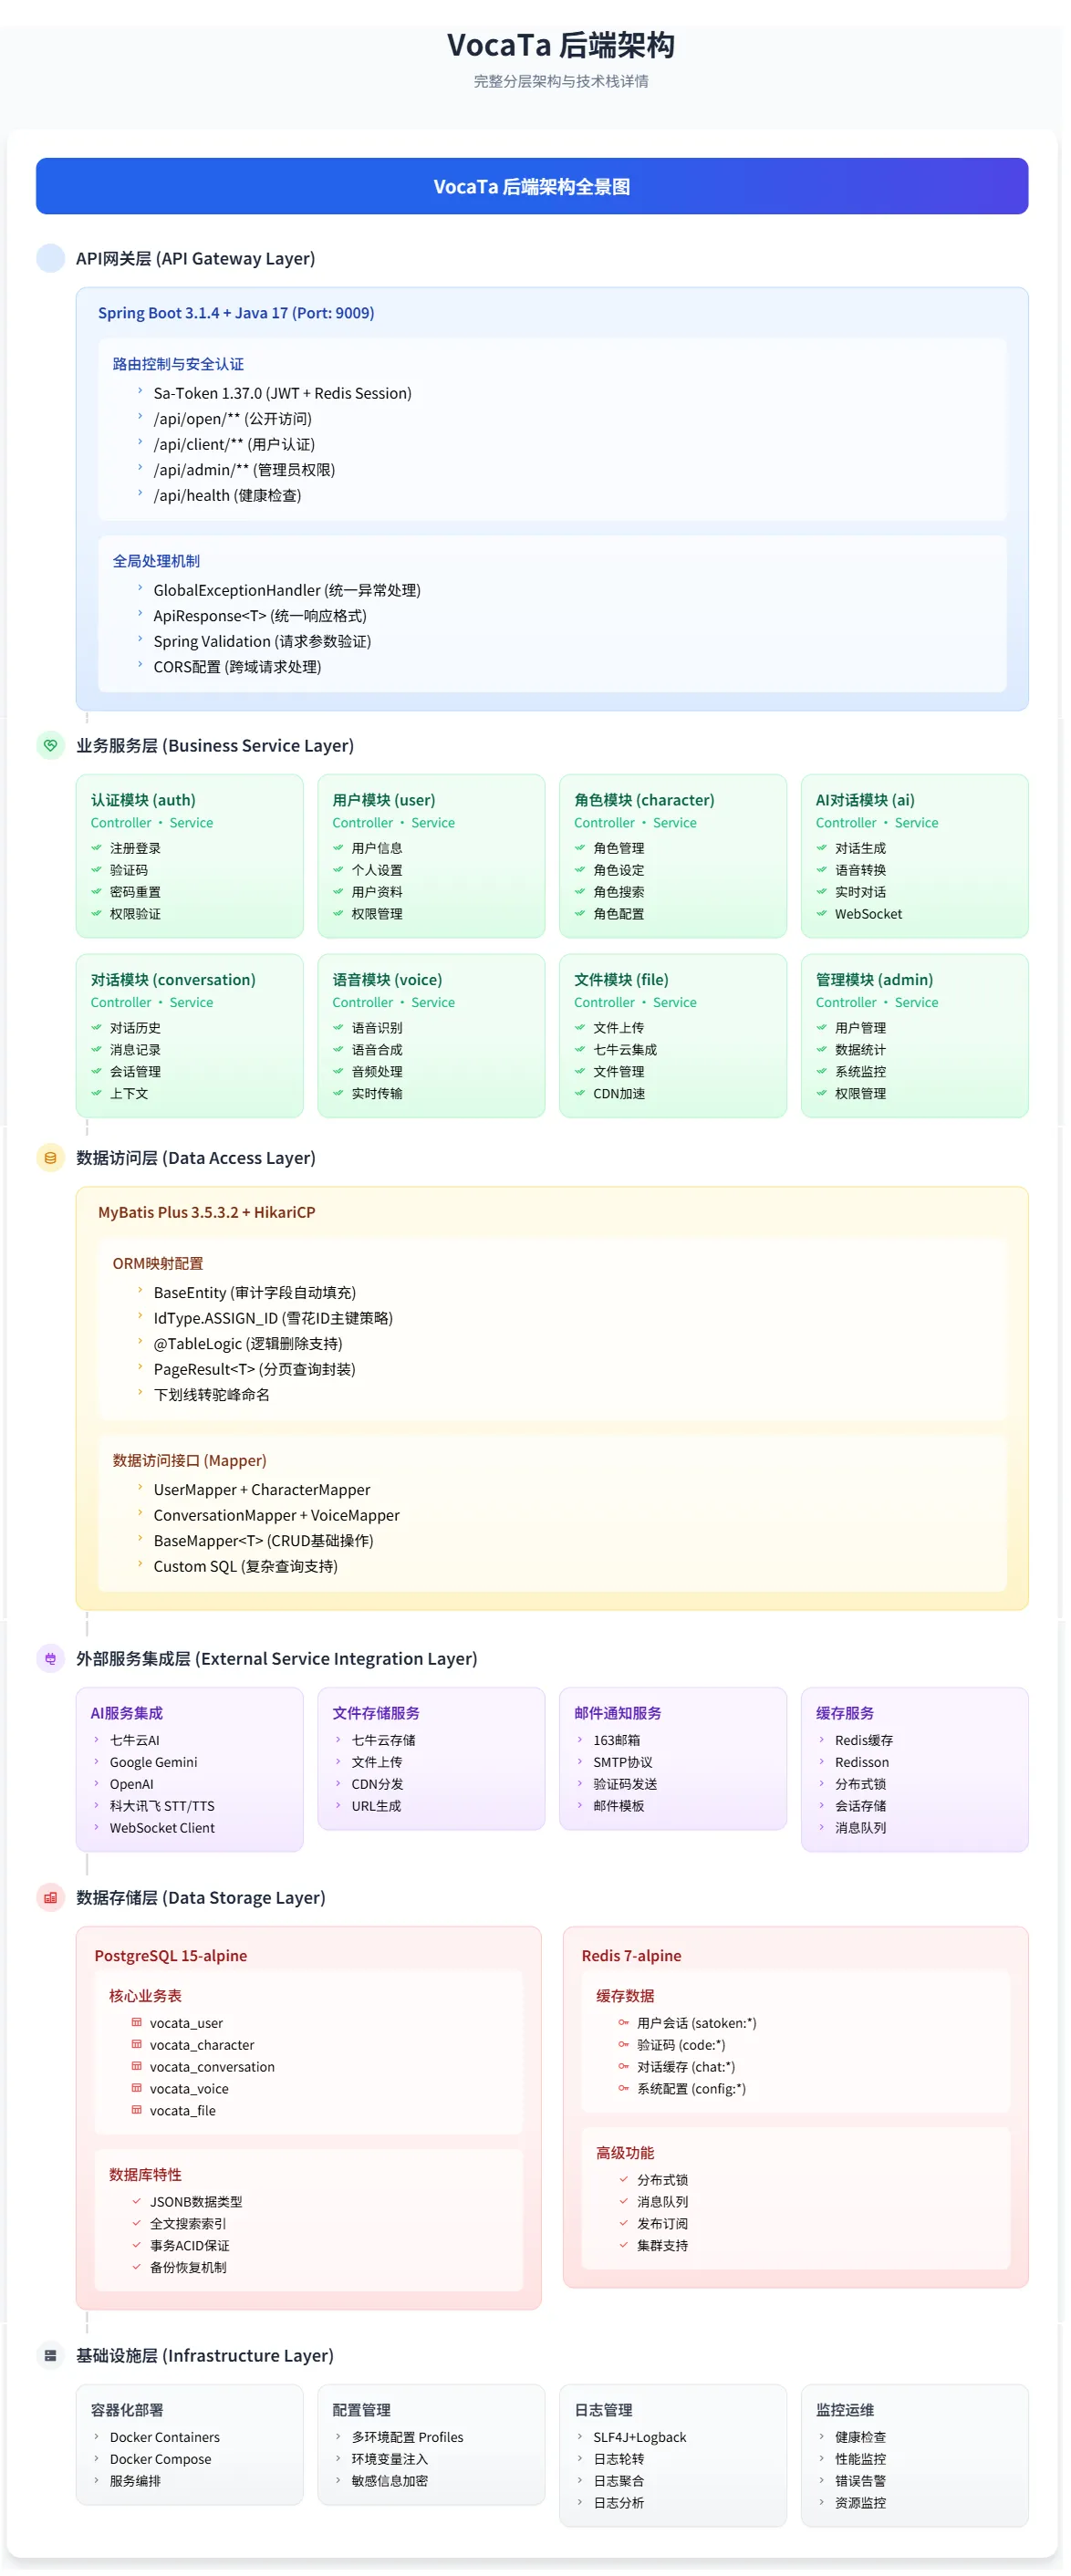 VocaTa 后端架构
完整分层架构与技术栈详情
VocaTa 后端架构全景图
API网关层 (API Gateway Layer)
Spring Boot 3.1.4 + Java 17 (Port: 9009)
路由控制与安全认证
Sa-Token 1.37.0 (JWT + Redis Session)
/api/open/** (公开访问)
/api/client/** (用户认证)
/api/admin/** (管理员权限)
/api/health (健康检查)
全局处理机制
GlobalExceptionHandler (统一异常处理)
ApiResponse<T> (统一响应格式)
Spring Validation (请求参数验证)
CORS配置 (跨域请求处理)
业务服务层 (Business Service Layer)
认证模块 (auth)
Controller • Service
注册登录
验证码
密码重置
权限验证
用户模块 (user)
Controller • Service
用户信息
个人设置
用户资料
权限管理
角色模块 (character)
Controller • Service
角色管理
角色设定
角色搜索
角色配置
AI对话模块 (ai)
Controller • Service
对话生成
语音转换
实时对话
WebSocket
对话模块 (conversation)
Controller • Service
对话历史
消息记录
会话管理
上下文
语音模块 (voice)
Controller • Service
语音识别
语音合成
音频处理
实时传输
文件模块 (file)
Controller • Service
文件上传
七牛云集成
文件管理
CDN加速
管理模块 (admin)
Controller • Service
用户管理
数据统计
系统监控
权限管理
数据访问层 (Data Access Layer)
MyBatis Plus 3.5.3.2 + HikariCP
ORM映射配置
BaseEntity (审计字段自动填充)
IdType.ASSIGN_ID (雪花ID主键策略)
@TableLogic (逻辑删除支持)
PageResult<T> (分页查询封装)
下划线转驼峰命名
数据访问接口 (Mapper)
UserMapper + CharacterMapper
ConversationMapper + VoiceMapper
BaseMapper<T> (CRUD基础操作)
Custom SQL (复杂查询支持)
外部服务集成层 (External Service Integration Layer)
AI服务集成
七牛云AI
Google Gemini
OpenAI
科大讯飞 STT/TTS
WebSocket Client
文件存储服务
七牛云存储
文件上传
CDN分发
URL生成
邮件通知服务
163邮箱
SMTP协议
验证码发送
邮件模板
缓存服务
Redis缓存
Redisson
分布式锁
会话存储
消息队列
数据存储层 (Data Storage Layer)
PostgreSQL 15-alpine
核心业务表
vocata_user
vocata_character
vocata_conversation
vocata_voice
vocata_file
数据库特性
JSONB数据类型
全文搜索索引
事务ACID保证
备份恢复机制
Redis 7-alpine
缓存数据
用户会话 (satoken:*)
验证码 (code:*)
对话缓存 (chat:*)
系统配置 (config:*)
高级功能
分布式锁
消息队列
发布订阅
集群支持
基础设施层 (Infrastructure Layer)
容器化部署
Docker Containers
Docker Compose
服务编排
配置管理
多环境配置 Profiles
环境变量注入
敏感信息加密
日志管理
SLF4J+Logback
日志轮转
日志聚合
日志分析
监控运维
健康检查
性能监控
错误告警
资源监控